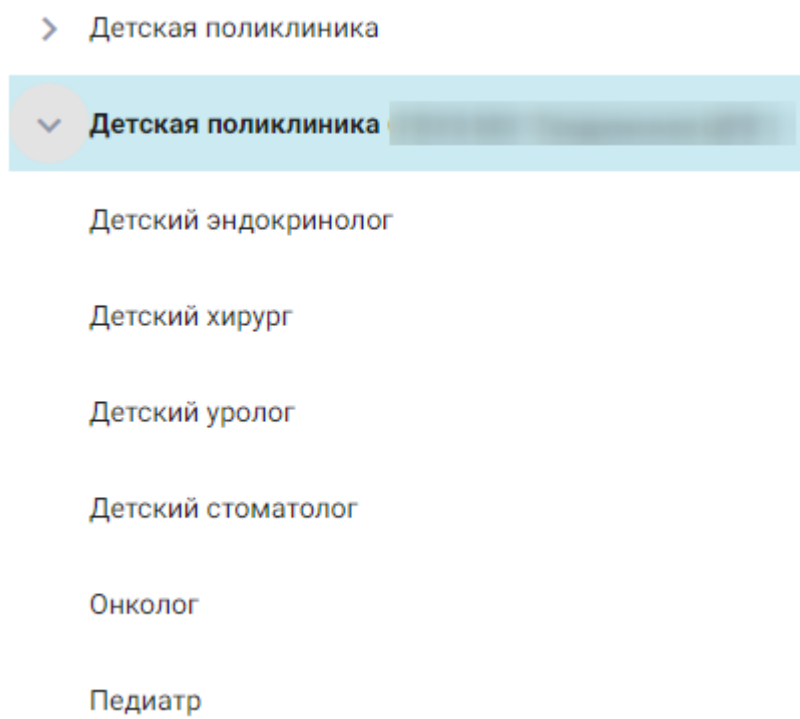 Детская поликлиника
Детская поликлиника
Детский эндокринолог
Детский хирург
Детский уролог
Детский стоматолог
Онколог
Педиатр